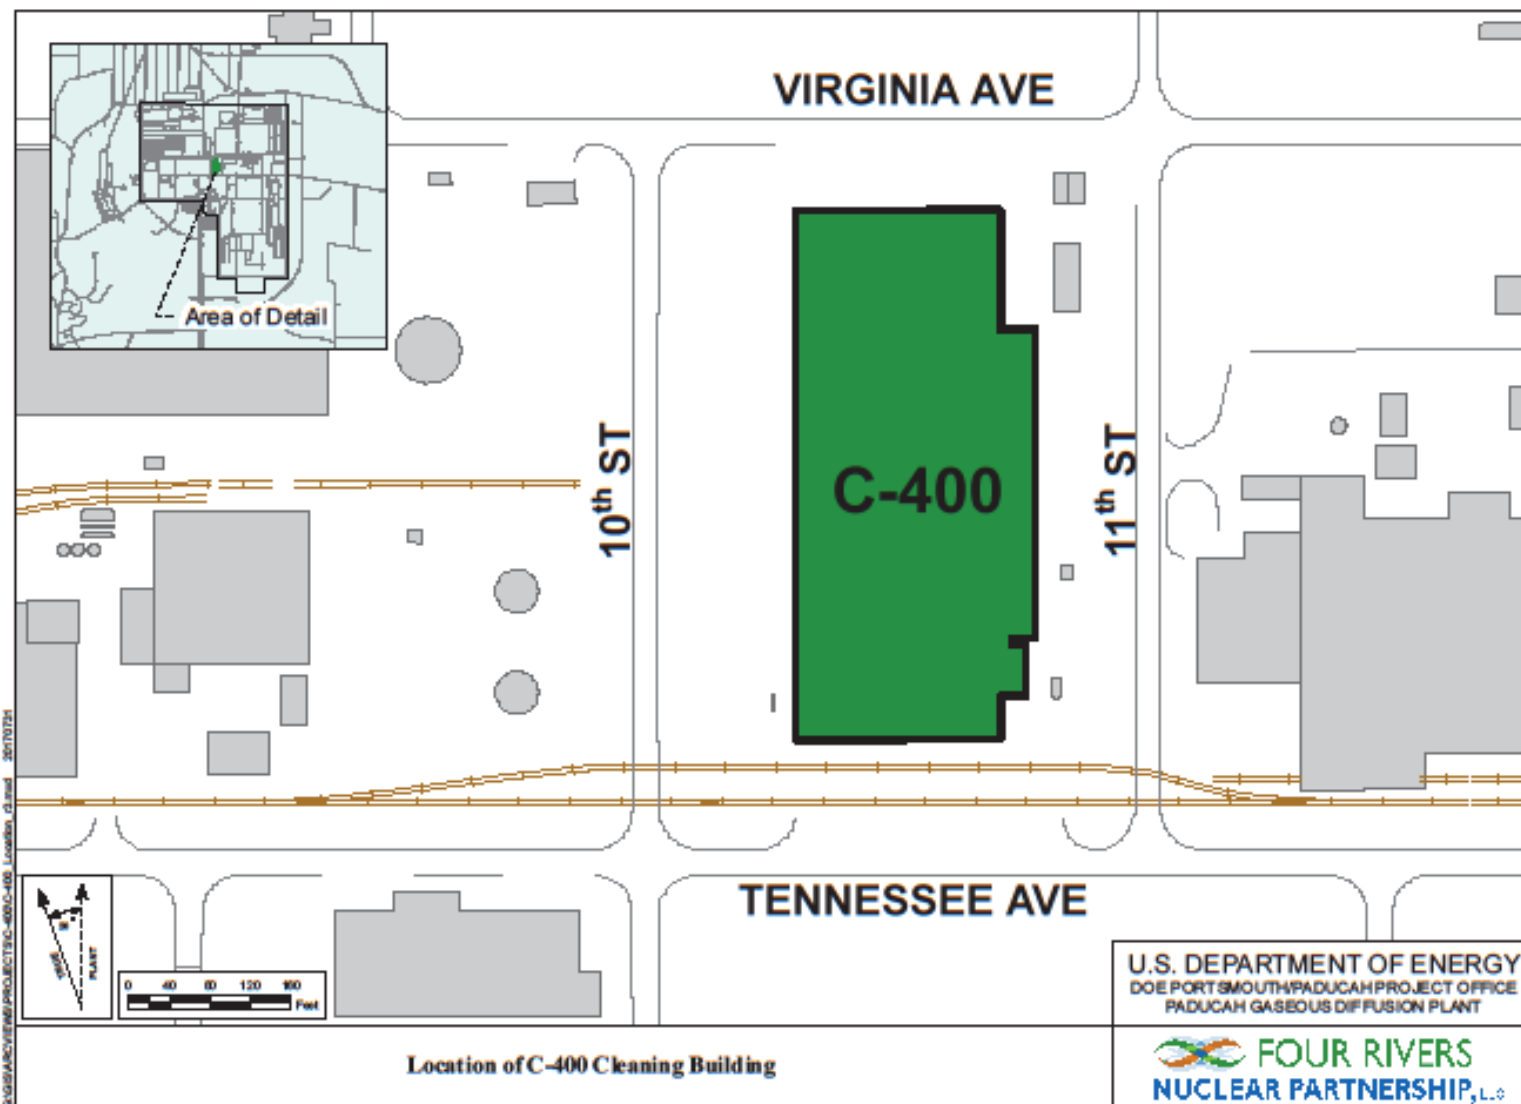 VIRGINIA AVE
Area of Detail
10th ST
C-400
11th ST
TENNESSEE AVE
TRUE
PLANT
0 40 80 120 160
Feet
U.S. DEPARTMENT OF ENERGY
DOE PORTSMOUTH/PADUCAH PROJECT OFFICE
PADUCAH GASEOUS DIFFUSION PLANT
Location of C-400 Cleaning Building
FOUR RIVERS
NUCLEAR PARTNERSHIP, LLC